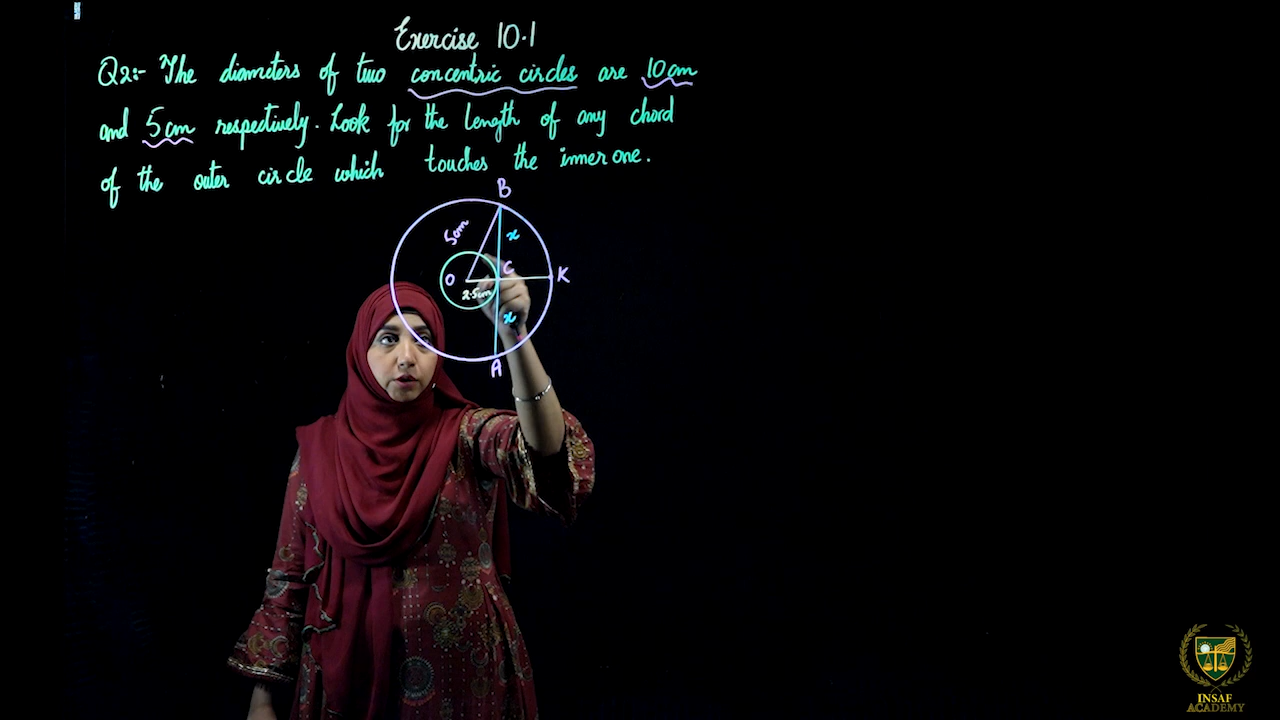 Exercise 10.1
Q2:- The diameters of two concentric circles are 10cm
and 5cm respectively. Look for the length of any chord
of the outer circle which touches the inner one.
B
5cm
x
O
C
K
2.5cm
x
A
INSAF
ACADEMY